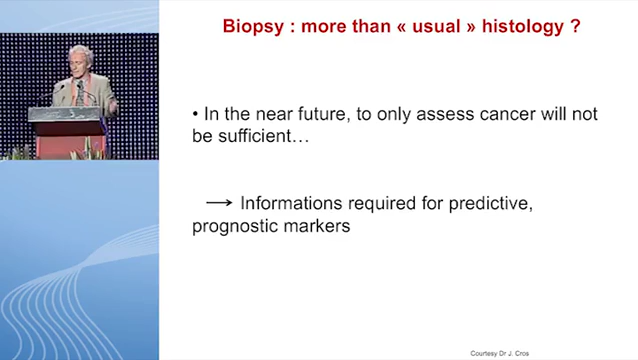 Biopsy : more than « usual » histology ?
• In the near future, to only assess cancer will not
be sufficient…
→ Informations required for predictive,
prognostic markers
Courtesy Dr J. Cros